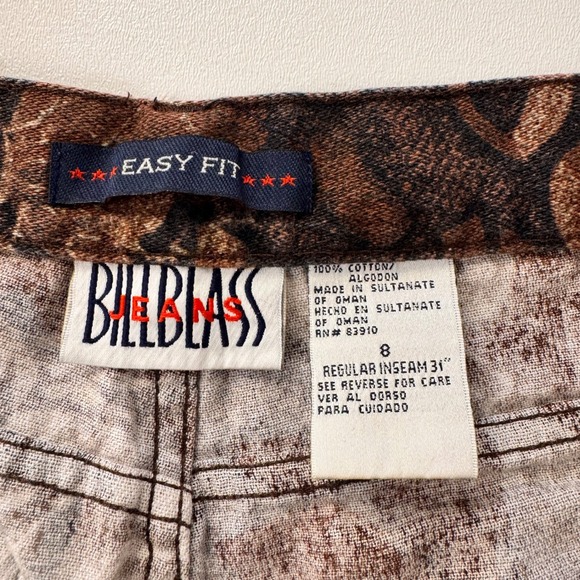 ★★★ EASY FIT ★★★
BILL BLASS
JEANS
100% COTTON/
ALGODON
MADE IN SULTANATE
OF OMAN
HECHO EN SULTANATE
OF OMAN
RN# 83910
8
REGULAR INSEAM 31"
SEE REVERSE FOR CARE
VER AL DORSO
PARA CUIDADO